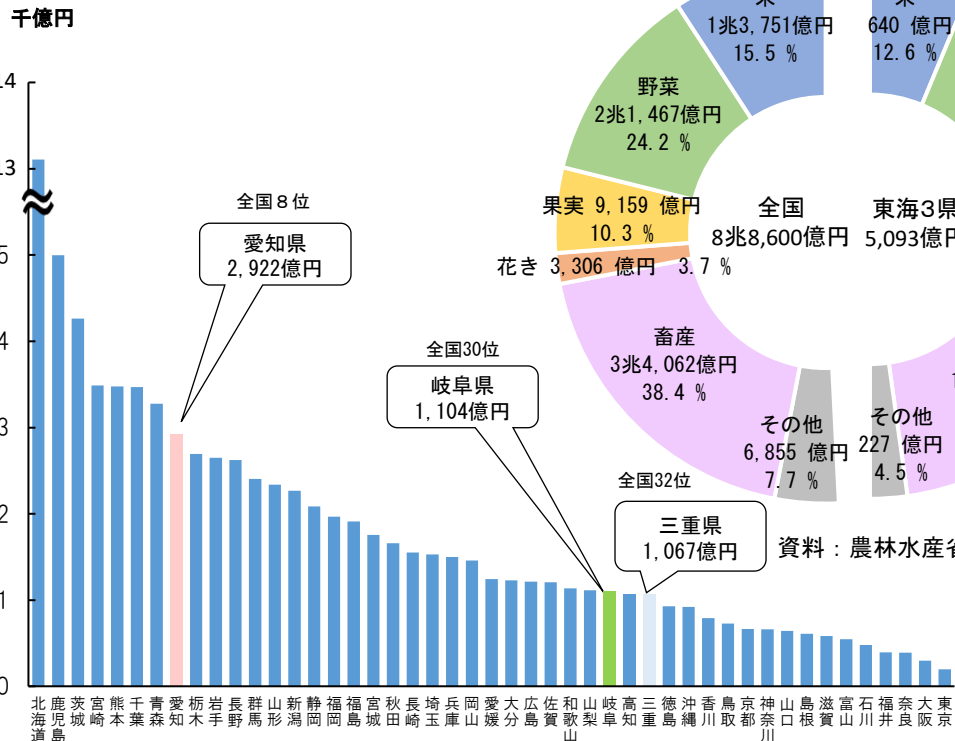 千億円
14
13
5
4
3
2
1
0
全国８位
愛知県
2,922億円
全国30位
岐阜県
1,104億円
全国32位
三重県
1,067億円
1兆3,751億円
15.5 %
野菜
2兆1,467億円
24.2 %
果実 9,159 億円
10.3 %
花き 3,306 億円 3.7 %
畜産
3兆4,062億円
38.4 %
その他
6,855 億円
7.7 %
全国
8兆8,600億円
640 億円
12.6 %
東海3県
5,093億円
その他
227 億円
4.5 %
資料：農林水産省
北海道
鹿児島
茨城
宮崎
熊本
千葉
青森
愛知
栃木
岩手
長野
群馬
山形
新潟
静岡
福岡
福島
宮城
秋田
長崎
埼玉
兵庫
岡山
愛媛
大分
広島
佐賀
和歌山
山梨
岐阜
高知
三重
徳島
沖縄
香川
鳥取
京都
神奈川
山口
島根
滋賀
富山
石川
福井
奈良
大阪
東京